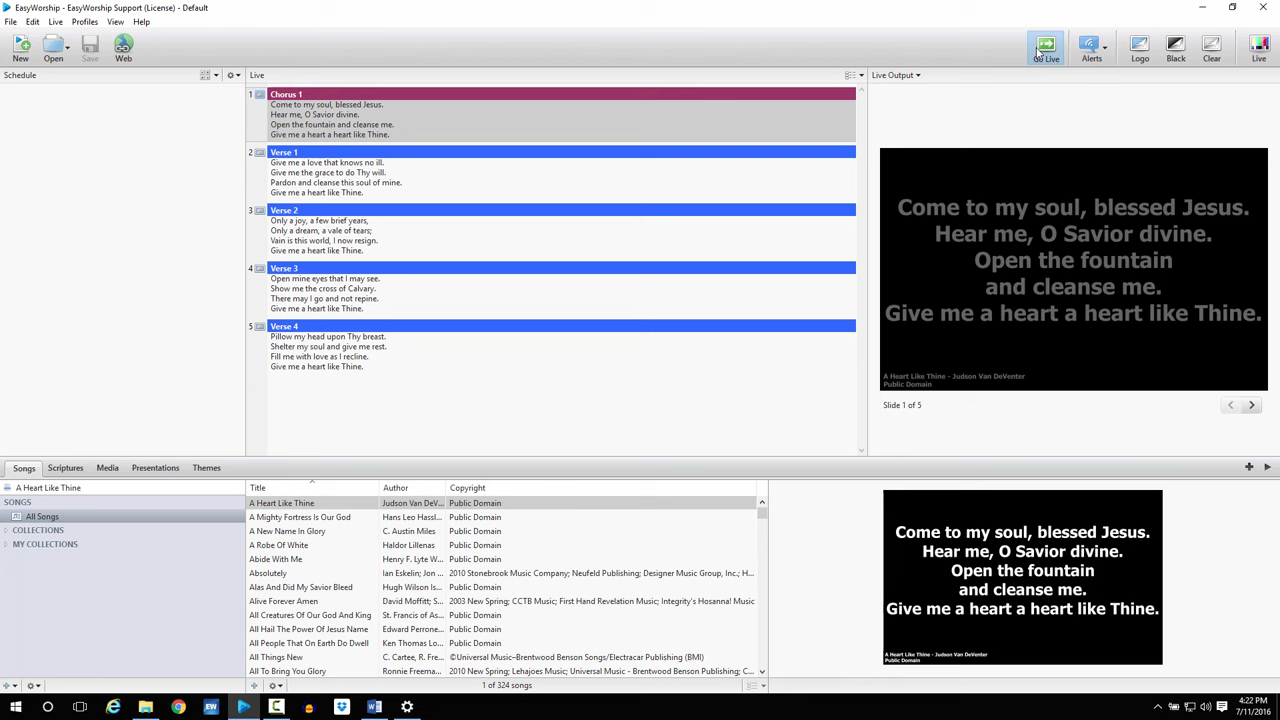 EasyWorship - EasyWorship Support (License) - Default
File Edit Live Profiles View Help
New Open Save Web Go Live Alerts Logo Black Clear Live
Schedule Live Live Output
1 Chorus 1
Come to my soul, blessed Jesus.
Hear me, O Savior divine.
Open the fountain and cleanse me.
Give me a heart a heart like Thine.
2 Verse 1
Give me a love that knows no ill.
Give me the grace to do Thy will.
Pardon and cleanse this soul of mine.
Give me a heart like Thine.
3 Verse 2
Only a joy, a few brief years,
Only a dream, a vale of tears;
Vain is this world, I now resign.
Give me a heart like Thine.
4 Verse 3
Open mine eyes that I may see.
Show me the cross of Calvary.
There may I go and not repine.
Give me a heart like Thine.
5 Verse 4
Pillow my head upon Thy breast.
Shelter my soul and give me rest.
Fill me with love as I recline.
Give me a heart like Thine.
Come to my soul, blessed Jesus.
Hear me, O Savior divine.
Open the fountain
and cleanse me.
Give me a heart a heart like Thine.
A Heart Like Thine - Judson Van DeVenter
Public Domain
Slide 1 of 5
Songs Scriptures Media Presentations Themes
A Heart Like Thine
SONGS
All Songs
COLLECTIONS
MY COLLECTIONS
Title Author Copyright
A Heart Like Thine Judson Van DeV... Public Domain
A Mighty Fortress Is Our God Hans Leo Hassl... Public Domain
A New Name In Glory C. Austin Miles Public Domain
A Robe Of White Haldor Lillenas Public Domain
Abide With Me Henry F. Lyte W... Public Domain
Absolutely Ian Eskelin; Jon ... 2010 Stonebrook Music Company; Neufeld Publishing; Designer Music Group, Inc.; H...
Alas And Did My Savior Bleed Hugh Wilson Is... Public Domain
Alive Forever Amen David Moffitt; S... 2003 New Spring; CCTB Music; First Hand Revelation Music; Integrity's Hosanna! Music
All Creatures Of Our God And King St. Francis of As... Public Domain
All Hail The Power Of Jesus Name Edward Perrone... Public Domain
All People That On Earth Do Dwell Ken Thomas Lo... Public Domain
All Things New C. Cartee, R. Fre... ©Universal Music–Brentwood Benson Songs/Electracar Publishing (BMI)
All To Bring You Glory Ronnie Freeman... 2010 New Spring; Lehajoes Music; Universal Music - Brentwood Benson Publishing; R...
1 of 324 songs
Come to my soul, blessed Jesus.
Hear me, O Savior divine.
Open the fountain
and cleanse me.
Give me a heart a heart like Thine.
A Heart Like Thine - Judson Van DeVenter
Public Domain
EW
4:22 PM
7/11/2016